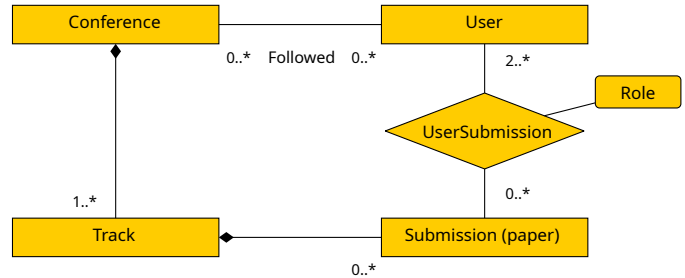 Conference
User
0..* Followed 0..*
2..*
Role
UserSubmission
0..*
1..*
Track
Submission (paper)
0..*